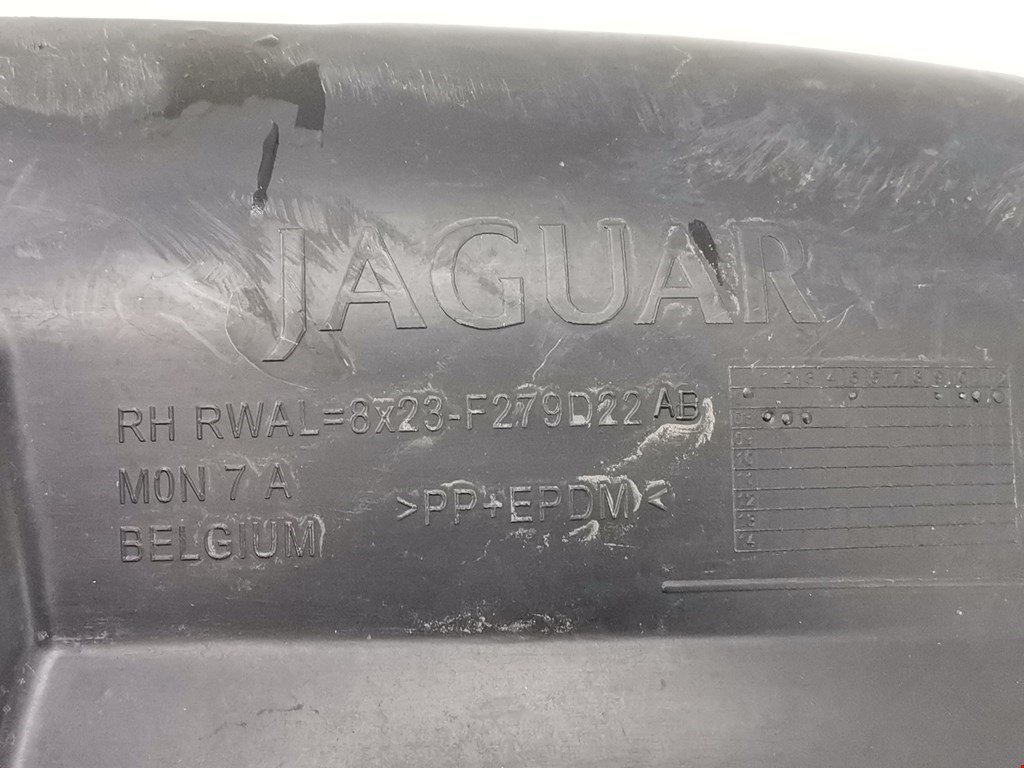 JAGUAR
RH RWAL=8x23-F279D22 AB
M0N 7 A
>PP+EPDM<
BELGIUM